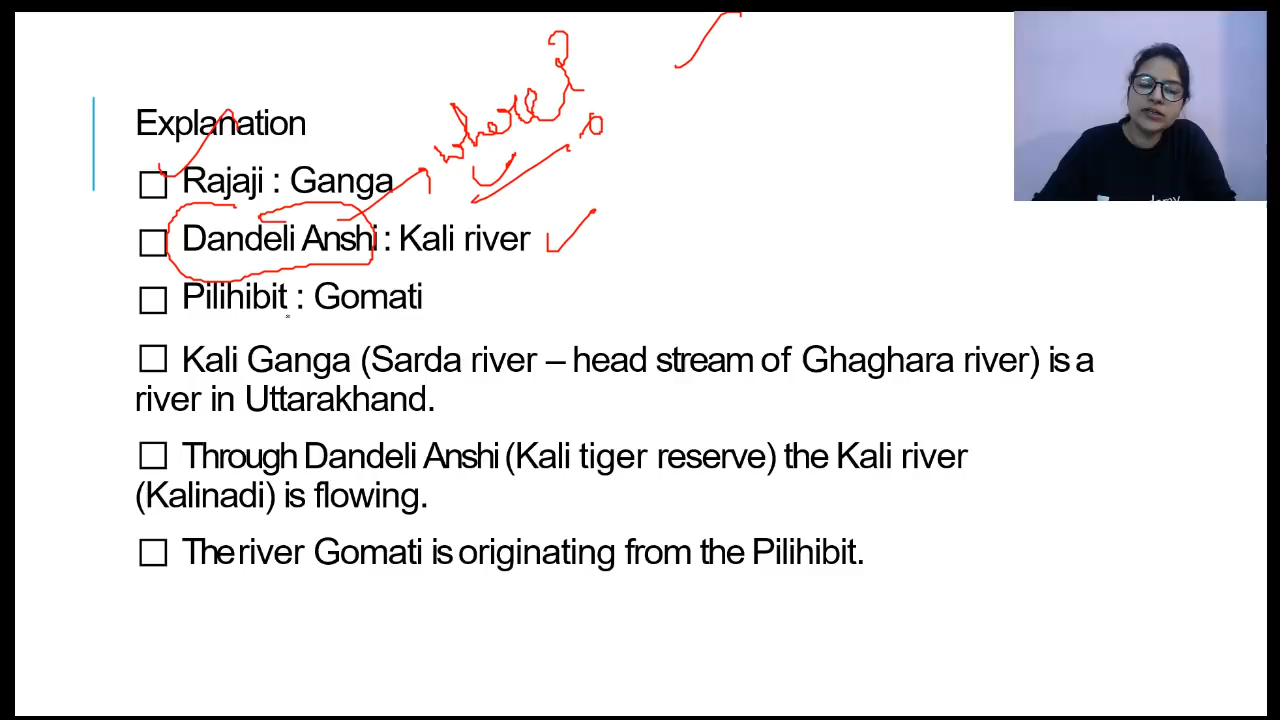 where?
Explanation
Rajaji : Ganga
Dandeli Anshi : Kali river
Pilihibit : Gomati
Kali Ganga (Sarda river – head stream of Ghaghara river) is a
river in Uttarakhand.
Through Dandeli Anshi (Kali tiger reserve) the Kali river
(Kalinadi) is flowing.
The river Gomati is originating from the Pilihibit.